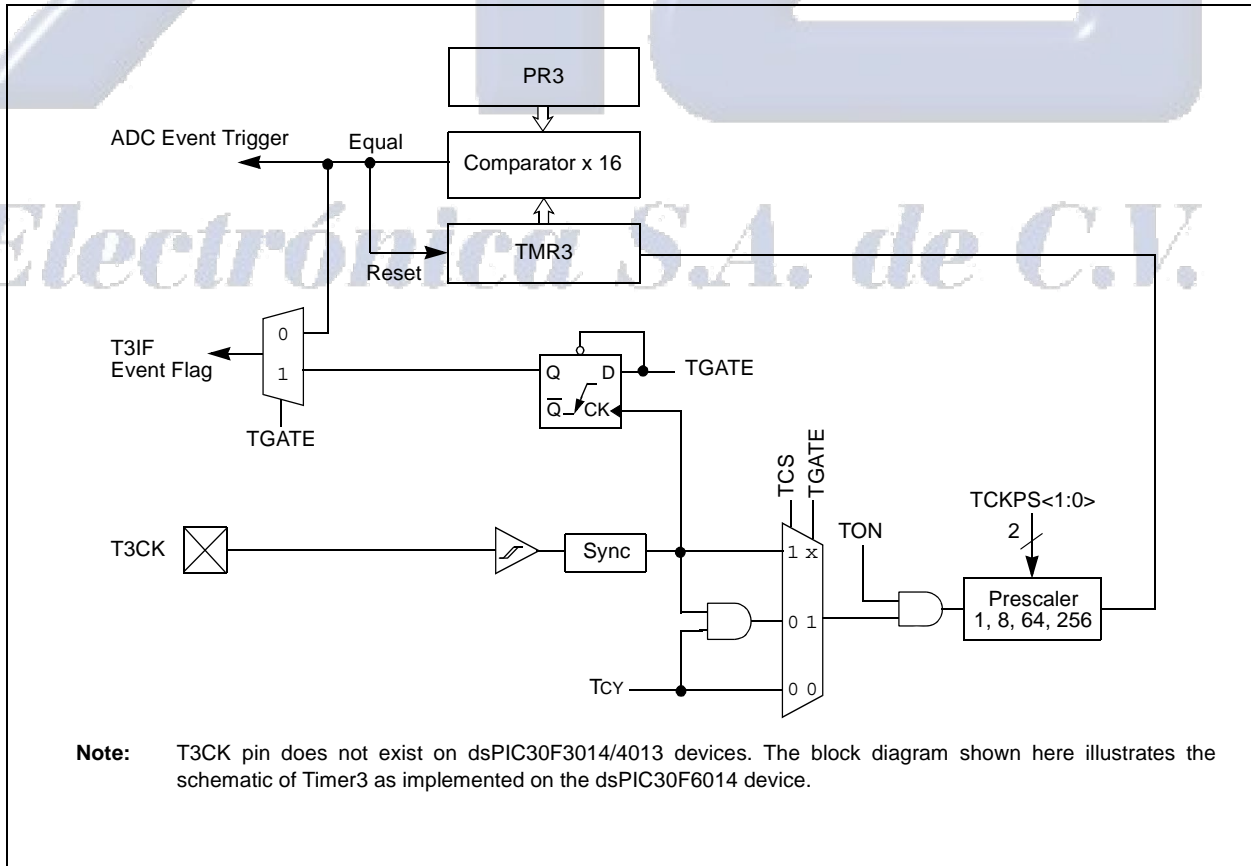 PR3
ADC Event Trigger
Equal
Comparator x 16
Electrónica S.A. de C.V.
TMR3
Reset
0
T3IF
Event Flag
1
Q
D
TGATE
Q
CK
TGATE
TCS
TGATE
TCKPS<1:0>
2
TON
T3CK
Sync
1 x
Prescaler
1, 8, 64, 256
0 1
TCY
0 0
Note: T3CK pin does not exist on dsPIC30F3014/4013 devices. The block diagram shown here illustrates the
schematic of Timer3 as implemented on the dsPIC30F6014 device.